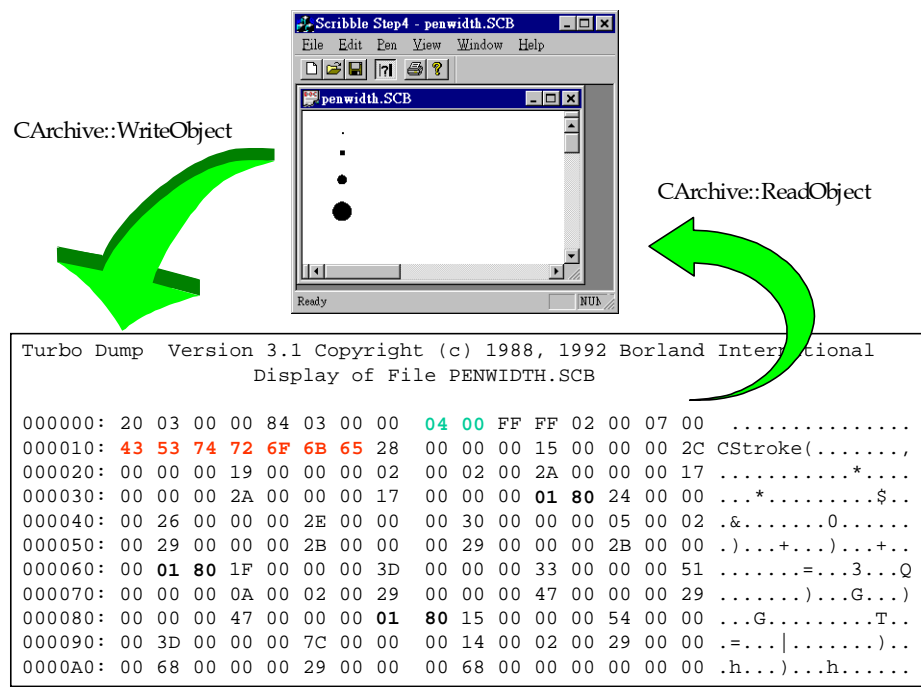 Scribble Step4 - penwidth.SCB
File Edit Pen View Window Help
penwidth.SCB
CArchive::WriteObject
CArchive::ReadObject
Ready
NUM
Turbo Dump Version 3.1 Copyright (c) 1988, 1992 Borland International
Display of File PENWIDTH.SCB
000000: 20 03 00 00 84 03 00 00 04 00 FF FF 02 00 07 00 ...............
000010: 43 53 74 72 6F 6B 65 28 00 00 00 15 00 00 00 2C CStroke(.......,
000020: 00 00 00 19 00 00 00 02 00 02 00 2A 00 00 00 17 ...........*....
000030: 00 00 00 2A 00 00 00 17 00 00 00 01 80 24 00 00 ...*.........$..
000040: 00 26 00 00 00 2E 00 00 00 30 00 00 00 05 00 02 .&.......0......
000050: 00 29 00 00 00 2B 00 00 00 29 00 00 00 2B 00 00 .)...+...)...+..
000060: 00 01 80 1F 00 00 00 3D 00 00 00 33 00 00 00 51 .......=...3...Q
000070: 00 00 00 0A 00 02 00 29 00 00 00 47 00 00 00 29 .......)...G...)
000080: 00 00 00 47 00 00 00 01 80 15 00 00 00 54 00 00 ...G.........T..
000090: 00 3D 00 00 00 7C 00 00 00 14 00 02 00 29 00 00 .=...|.......)..
0000A0: 00 68 00 00 00 29 00 00 00 68 00 00 00 00 00 00 .h...)...h......